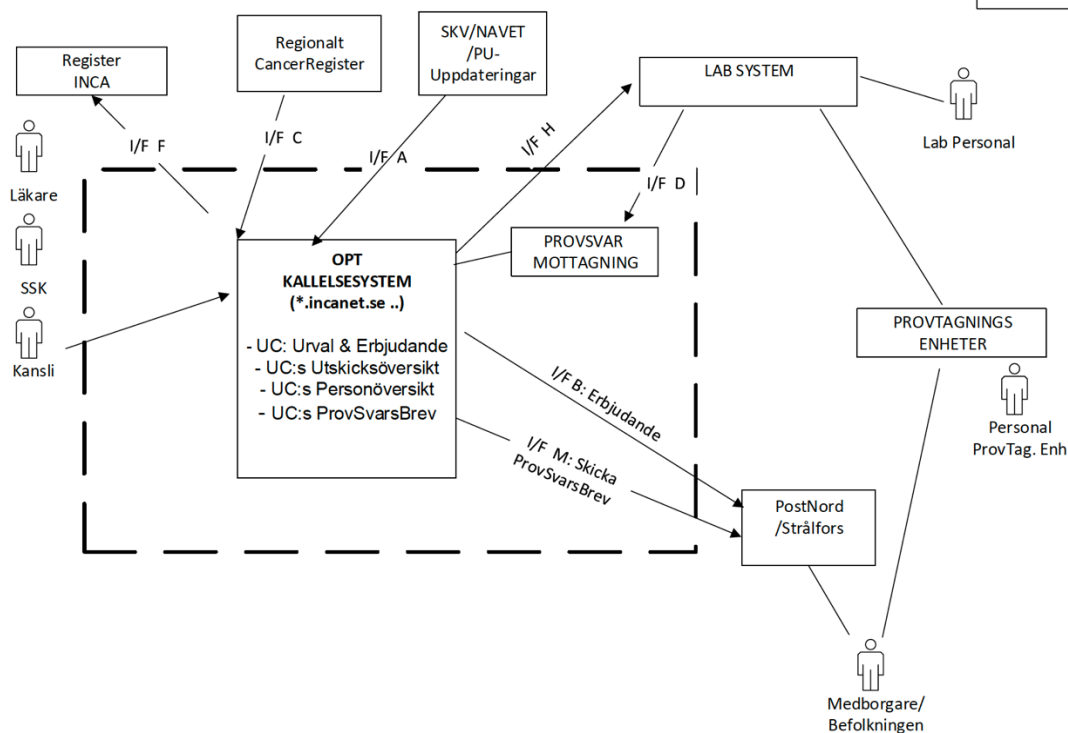 SKV/NAVET
/PU-
Uppdateringar
Regionalt
CancerRegister
Register
INCA
LAB SYSTEM
Lab Personal
I/F F
I/F C
I/F A
I/F H
I/F D
Läkare
SSK
Kansli
OPT
KALLELSESYSTEM
(*.incanet.se ..)
- UC: Urval & Erbjudande
- UC:s Utskicksöversikt
- UC:s Personöversikt
- UC:s ProvSvarsBrev
PROVSVAR
MOTTAGNING
PROVTAGNINGS
ENHETER
Personal
ProvTag. Enh
I/F B: Erbjudande
I/F M: Skicka
ProvSvarsBrev
PostNord
/Strålfors
Medborgare/
Befolkningen